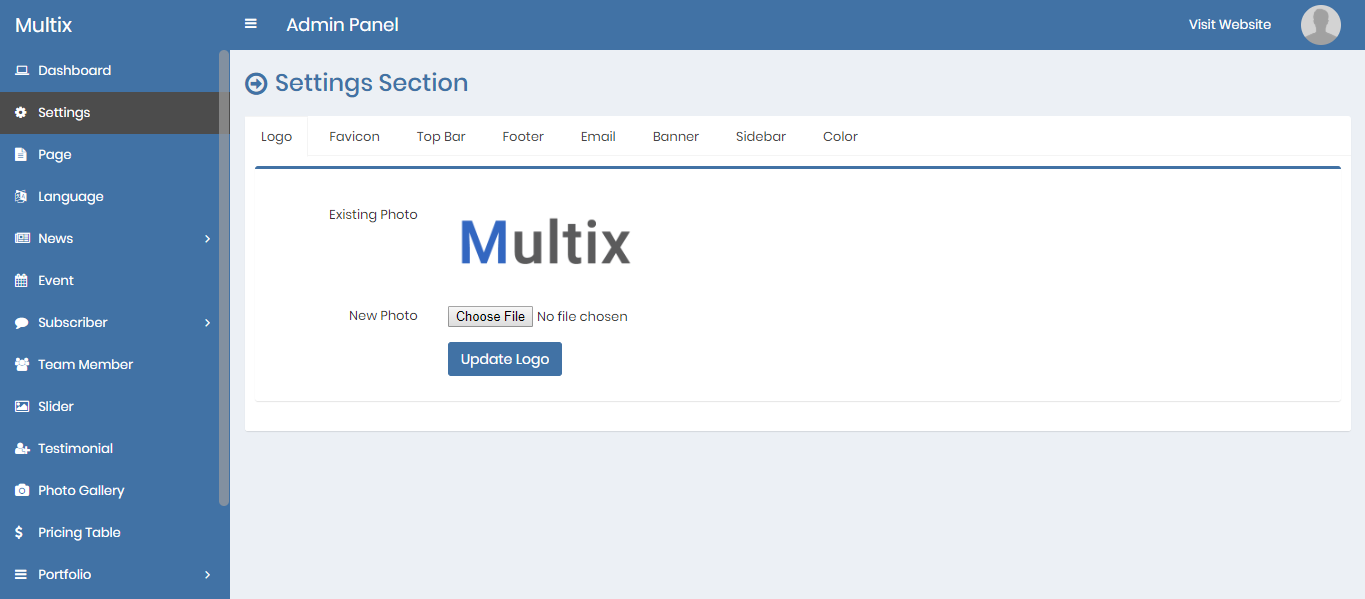 Multix
Admin Panel
Visit Website
Dashboard
Settings
Page
Language
News
Event
Subscriber
Team Member
Slider
Testimonial
Photo Gallery
Pricing Table
Portfolio
Settings Section
Logo Favicon Top Bar Footer Email Banner Sidebar Color
Existing Photo
Multix
New Photo Choose File No file chosen
Update Logo